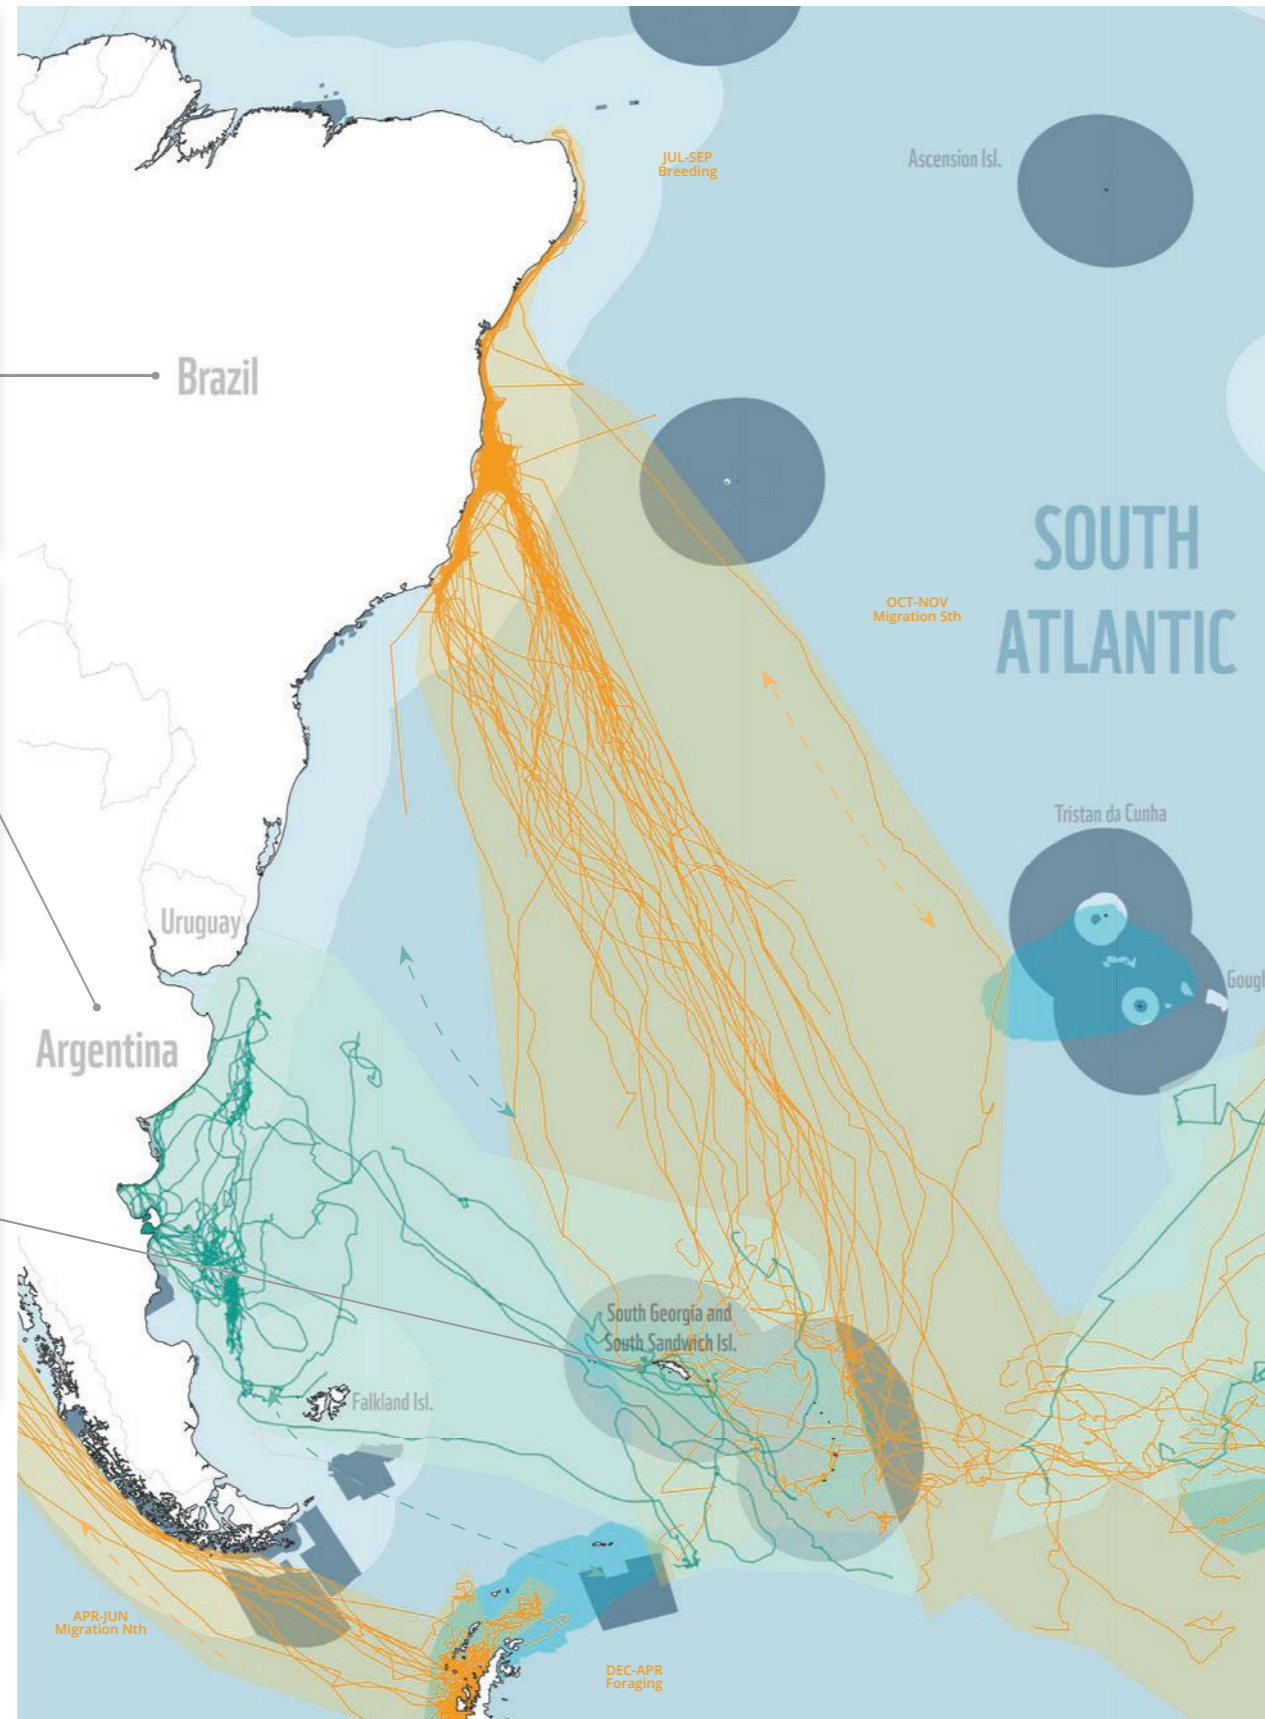 JUL-SEP
Breeding
Ascension Isl.
Brazil
SOUTH
ATLANTIC
OCT-NOV
Migration Sth
Tristan da Cunha
Uruguay
Gough
Argentina
South Georgia and
South Sandwich Isl.
Falkland Isl.
APR-JUN
Migration Nth
DEC-APR
Foraging